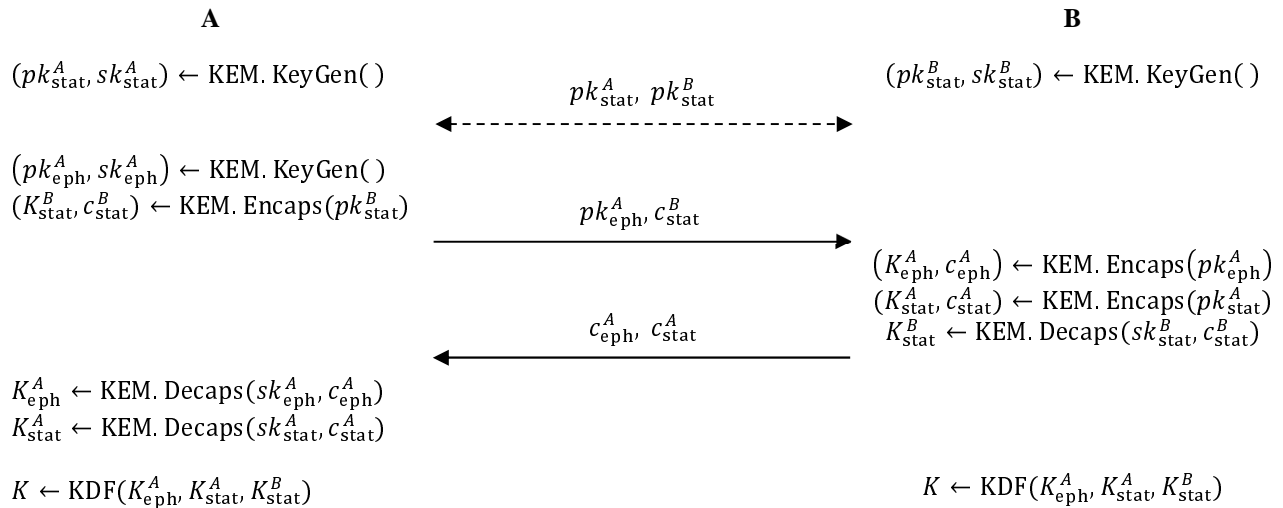 A
B
(pk^A_stat, sk^A_stat) ← KEM. KeyGen( )
(pk^B_stat, sk^B_stat) ← KEM. KeyGen( )
pk^A_stat, pk^B_stat
(pk^A_eph, sk^A_eph) ← KEM. KeyGen( )
(K^B_stat, c^B_stat) ← KEM. Encaps(pk^B_stat)
pk^A_eph, c^B_stat
(K^A_eph, c^A_eph) ← KEM. Encaps(pk^A_eph)
(K^A_stat, c^A_stat) ← KEM. Encaps(pk^A_stat)
K^B_stat ← KEM. Decaps(sk^B_stat, c^B_stat)
c^A_eph, c^A_stat
K^A_eph ← KEM. Decaps(sk^A_eph, c^A_eph)
K^A_stat ← KEM. Decaps(sk^A_stat, c^A_stat)
K ← KDF(K^A_eph, K^A_stat, K^B_stat)
K ← KDF(K^A_eph, K^A_stat, K^B_stat)